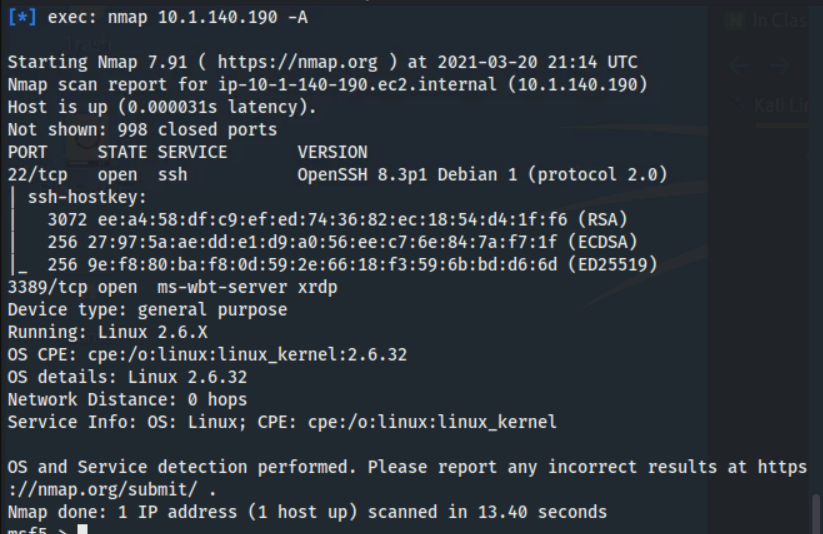 [*] exec: nmap 10.1.140.190 -A
In Clas
Starting Nmap 7.91 ( https://nmap.org ) at 2021-03-20 21:14 UTC
Nmap scan report for ip-10-1-140-190.ec2.internal (10.1.140.190)
Host is up (0.000031s latency).
Kali Li
Not shown: 998 closed ports
PORT     STATE SERVICE       VERSION
22/tcp   open  ssh           OpenSSH 8.3p1 Debian 1 (protocol 2.0)
| ssh-hostkey:
|   3072 ee:a4:58:df:c9:ef:ed:74:36:82:ec:18:54:d4:1f:f6 (RSA)
|   256 27:97:5a:ae:dd:e1:d9:a0:56:ee:c7:6e:84:7a:f7:1f (ECDSA)
|_  256 9e:f8:80:ba:f8:0d:59:2e:66:18:f3:59:6b:bd:d6:6d (ED25519)
3389/tcp open  ms-wbt-server xrdp
Device type: general purpose
Running: Linux 2.6.X
OS CPE: cpe:/o:linux:linux_kernel:2.6.32
OS details: Linux 2.6.32
Network Distance: 0 hops
Service Info: OS: Linux; CPE: cpe:/o:linux:linux_kernel
OS and Service detection performed. Please report any incorrect results at https
://nmap.org/submit/ .
Nmap done: 1 IP address (1 host up) scanned in 13.40 seconds
msf5 >